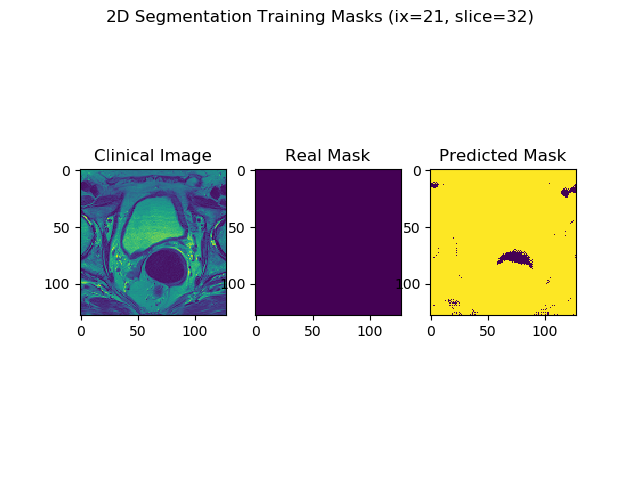 2D Segmentation Training Masks (ix=21, slice=32)
Clinical Image Real Mask Predicted Mask
0 0 0
50 50 50
100 100 100
0 50 100 0 50 100 0 50 100